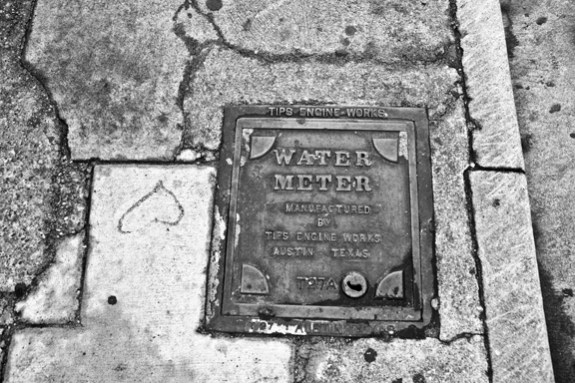 TIPS ENGINE WORKS
WATER
METER
MANUFACTURED
BY
TIPS ENGINE WORKS
AUSTIN TEXAS